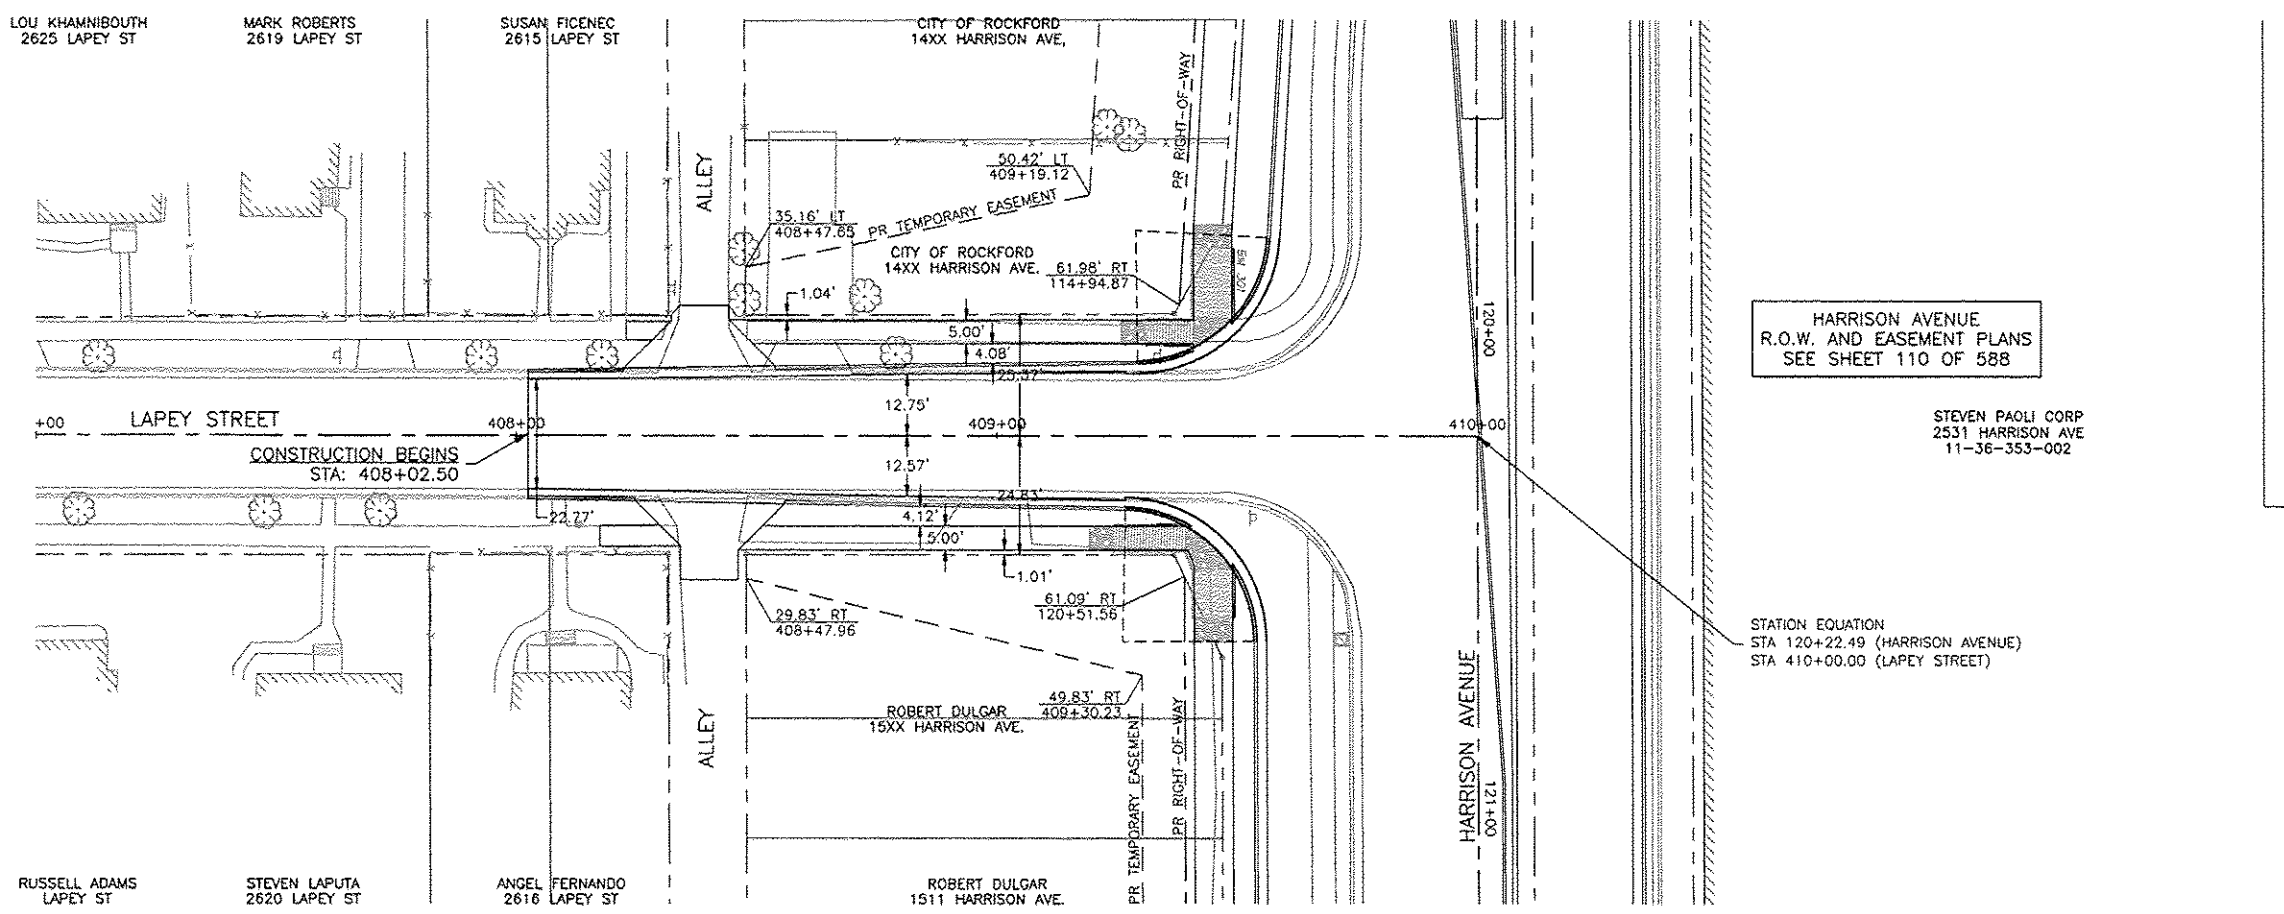 LOU KHAMNIBOUTH
2625 LAPEY ST
MARK ROBERTS
2619 LAPEY ST
SUSAN FICENEC
2615 LAPEY ST
CITY OF ROCKFORD
14XX HARRISON AVE,
PR RIGHT-OF-WAY
ALLEY
50.42' LT
409+19.12
35.16' LT
408+47.65
PR TEMPORARY EASEMENT
CITY OF ROCKFORD
14XX HARRISON AVE.
61.98' RT
114+94.87
1.04'
5.00'
4.08'
25.37'
12.75'
120+00
HARRISON AVENUE
R.O.W. AND EASEMENT PLANS
SEE SHEET 110 OF 588
+00
LAPEY STREET
408+00
409+00
410+00
STEVEN PAOLI CORP
2531 HARRISON AVE
11-36-353-002
CONSTRUCTION BEGINS
STA: 408+02.50
12.57'
24.83'
22.77'
4.12'
5.00'
1.01'
61.09' RT
120+51.56
29.83' RT
408+47.96
STATION EQUATION
STA 120+22.49 (HARRISON AVENUE)
STA 410+00.00 (LAPEY STREET)
49.83' RT
409+30.23
ROBERT DULGAR
15XX HARRISON AVE.
ALLEY
PR TEMPORARY EASEMENT
PR RIGHT-OF-WAY
HARRISON AVENUE
121+00
RUSSELL ADAMS
LAPEY ST
STEVEN LAPUTA
2620 LAPEY ST
ANGEL FERNANDO
2616 LAPEY ST
ROBERT DULGAR
1511 HARRISON AVE.